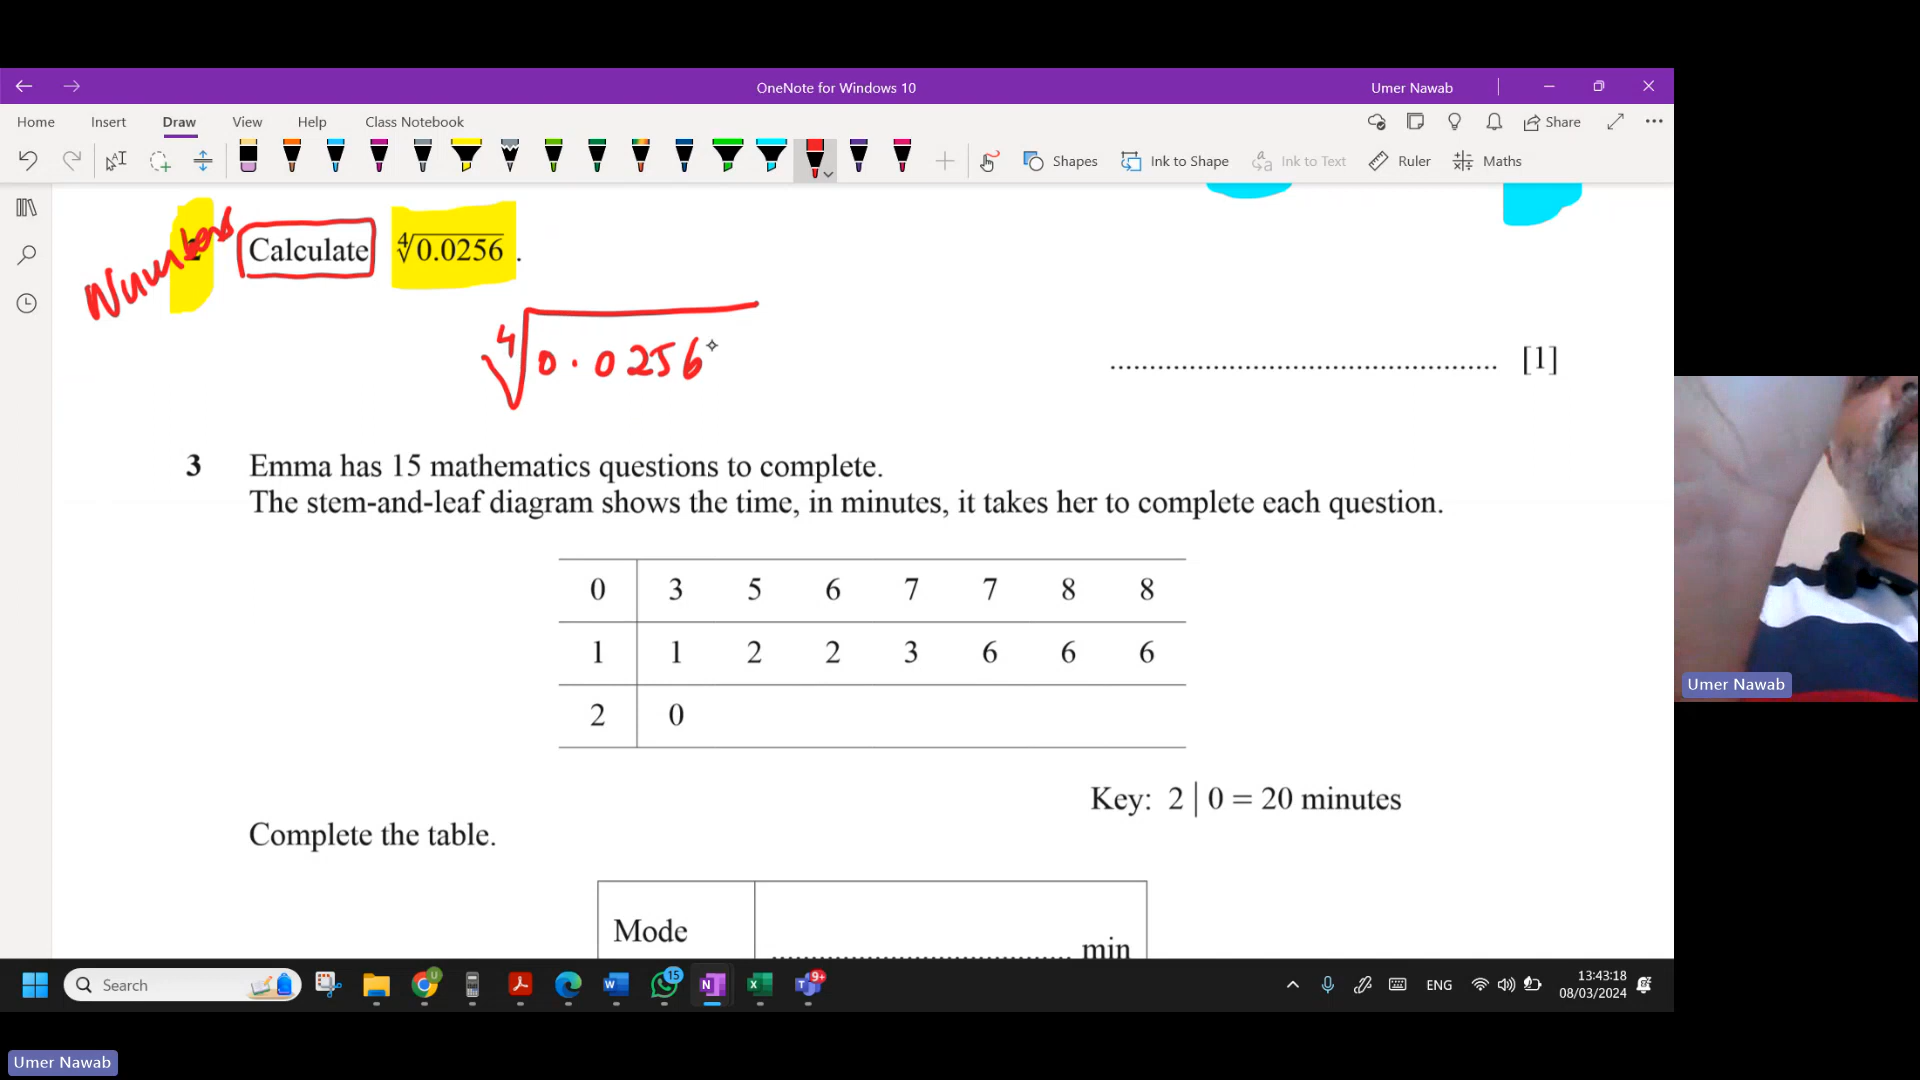 OneNote for Windows 10
Umer Nawab
Home Insert Draw View Help Class Notebook
Share
Shapes Ink to Shape Ink to Text Ruler Maths
Numbers
2 Calculate ⁴√0.0256 .
⁴√0.0256
[1]
3 Emma has 15 mathematics questions to complete.
The stem-and-leaf diagram shows the time, in minutes, it takes her to complete each question.
0 3 5 6 7 7 8 8
1 1 2 2 3 6 6 6
2 0
Key: 2 | 0 = 20 minutes
Complete the table.
Mode
min
Umer Nawab
Search
U
W
15
N
X
T
9+
ENG
13:43:18
08/03/2024
Umer Nawab